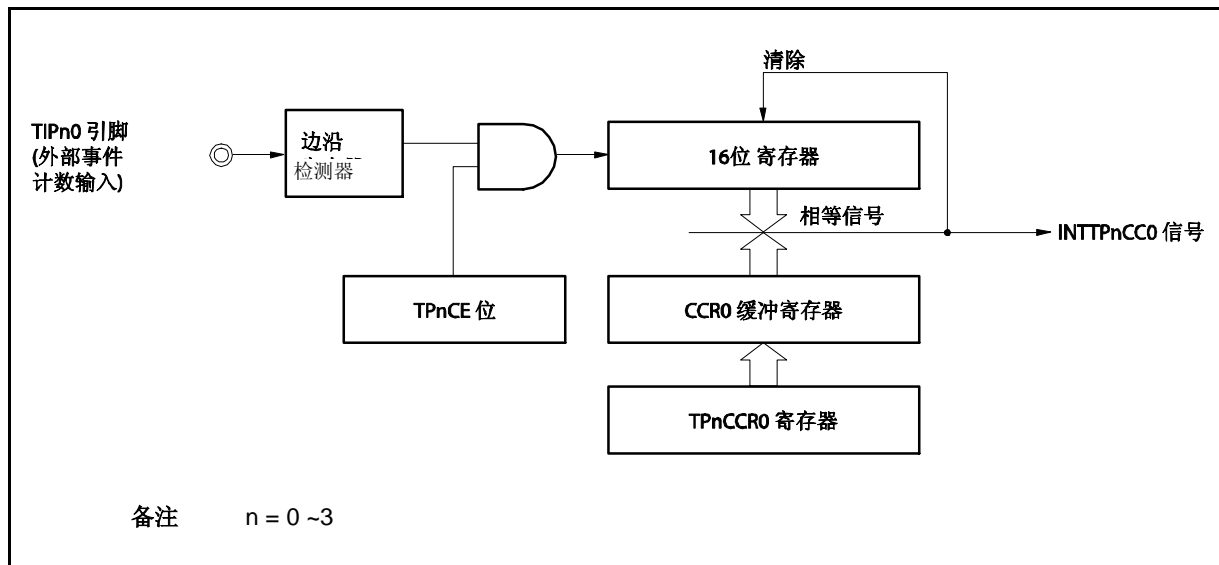 清除
TIPn0 引脚
(外部事件
计数输入)
边沿
检测器
16位 寄存器
相等信号
INTTPnCC0 信号
TPnCE 位
CCR0 缓冲寄存器
TPnCCR0 寄存器
备注 n = 0 ~3